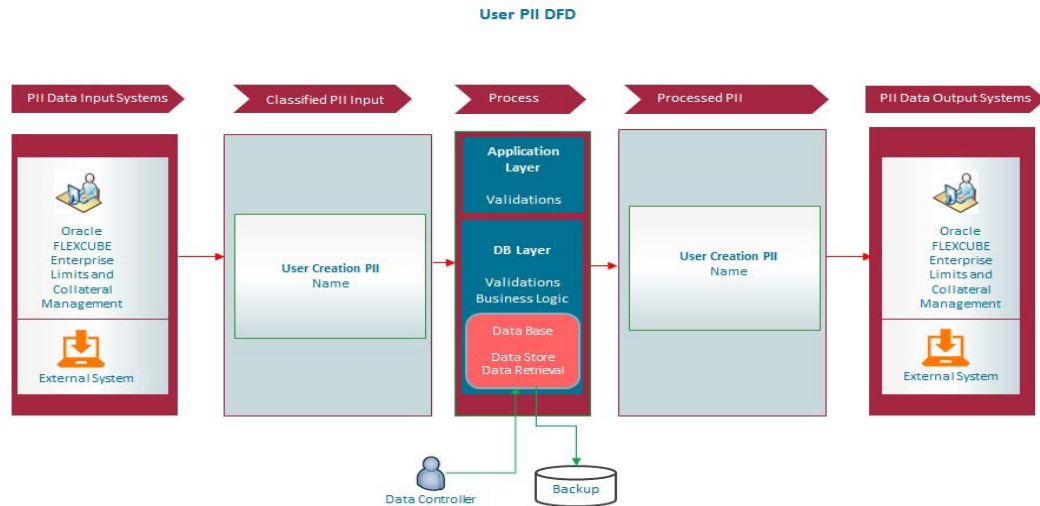 User PII DFD
PII Data Input Systems
Classified PII Input
Process
Processed PII
PII Data Output Systems
Oracle
FLEXCUBE
Enterprise
Limits and
Collateral
Management
External System
User Creation PII
Name
Application
Layer
Validations
DB Layer
Validations
Business Logic
Data Base
Data Store
Data Retrieval
User Creation PII
Name
Oracle
FLEXCUBE
Enterprise
Limits and
Collateral
Management
External System
Data Controller
Backup